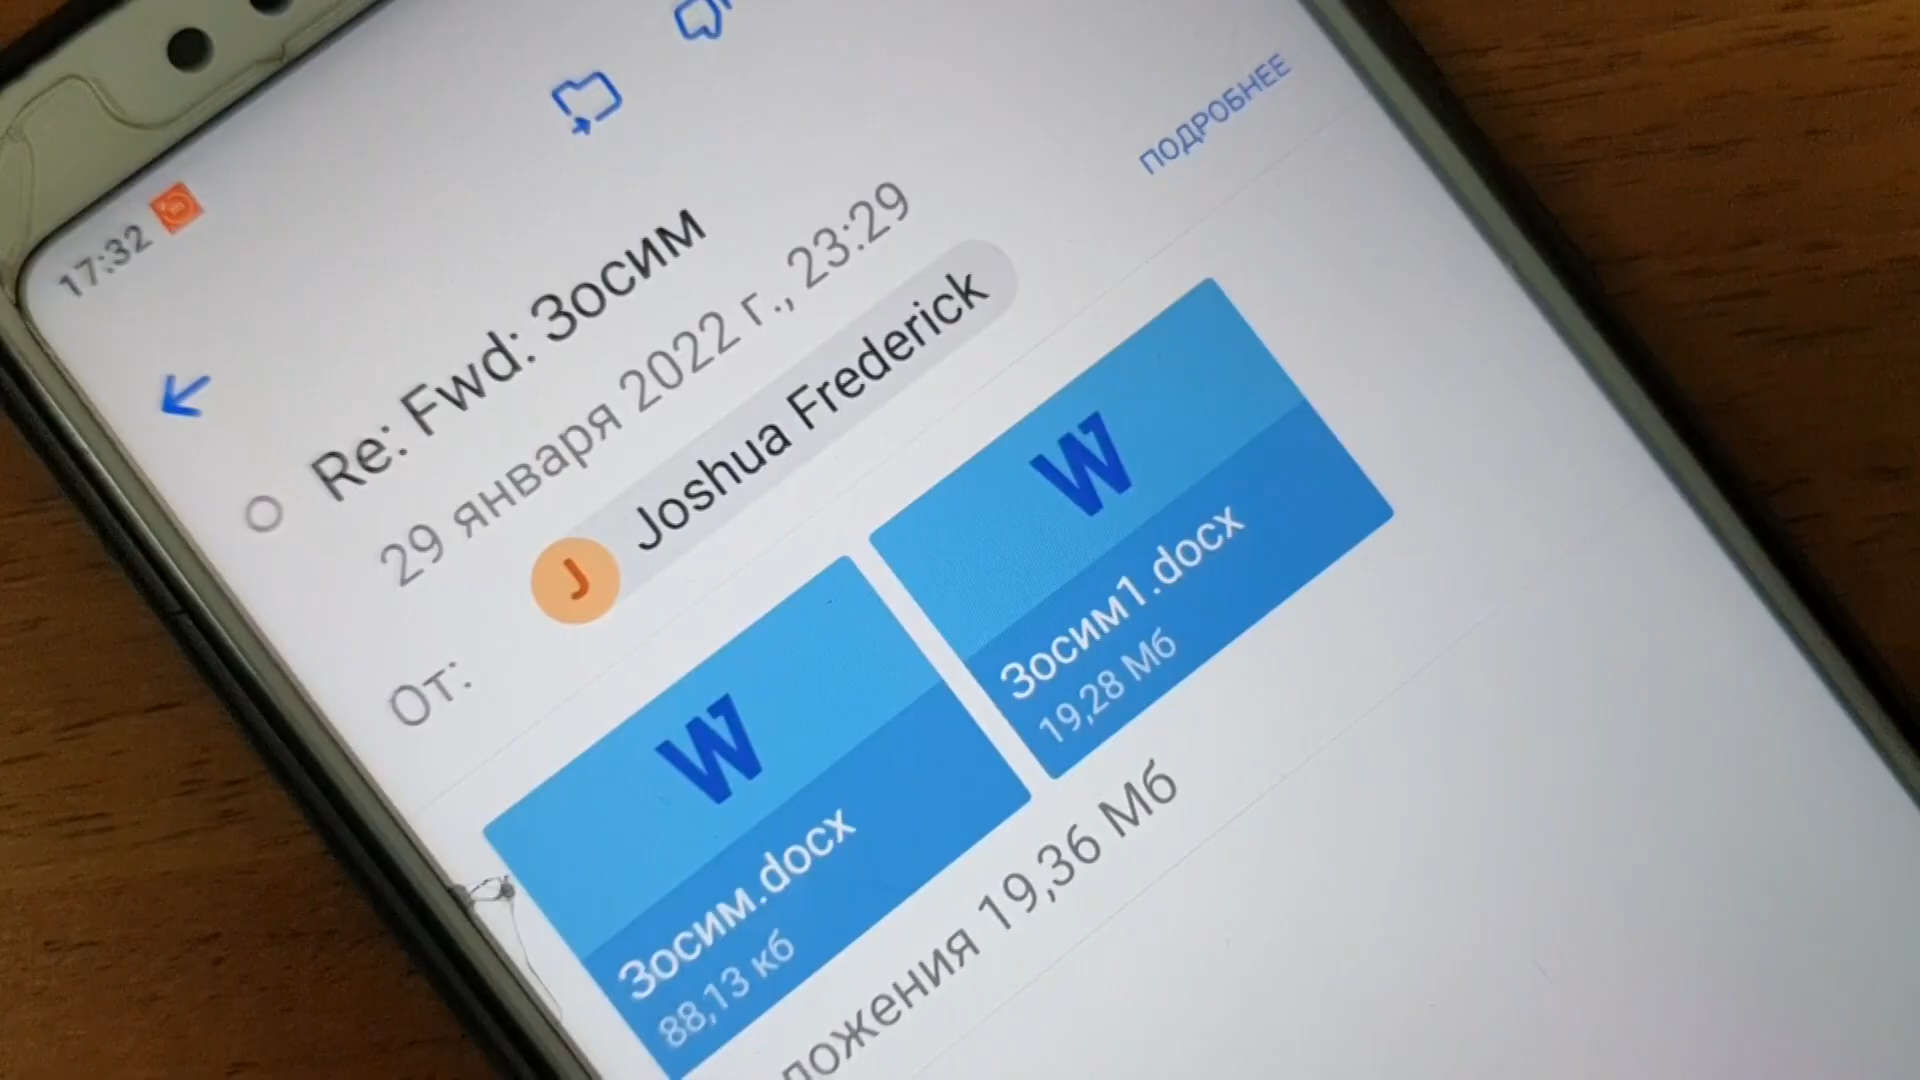 17:32
ПОДРОБНЕЕ
Re: Fwd: Зосим
29 января 2022 г., 23:29
От:
J
Joshua Frederick
W
Зосим.docx
88,13 кб
W
Зосим1.docx
19,28 Мб
ложения 19,36 Мб